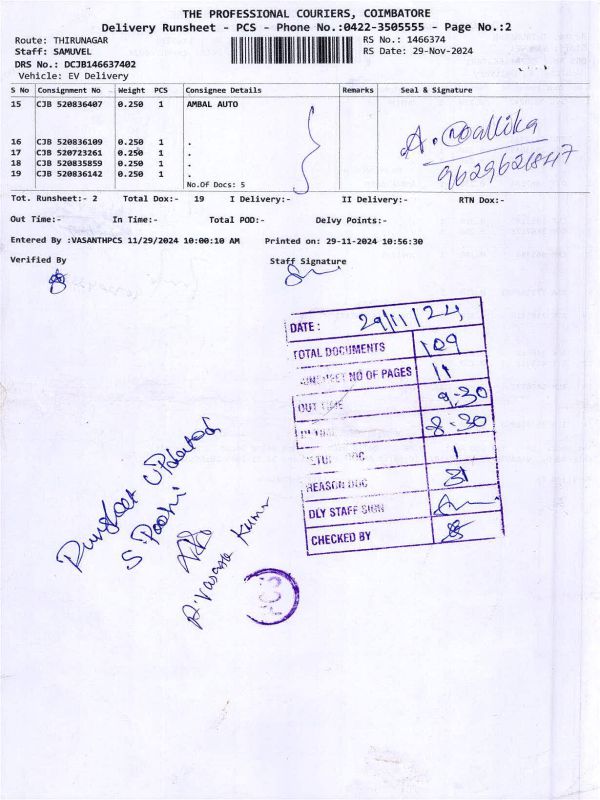 THE PROFESSIONAL COURIERS, COIMBATORE
Delivery Runsheet - PCS - Phone No.:0422-3505555 - Page No.:2
Route: THIRUNAGAR
RS No.: 1466374
Staff: SAMUVEL
RS Date: 29-Nov-2024
DRS No.: DCJB146637402
Vehicle: EV Delivery
S No Consignment No Weight PCS Consignee Details Remarks Seal & Signature
15 CJB 520836407 0.250 1 AMBAL AUTO
16 CJB 520836109 0.250 1 .
17 CJB 520723261 0.250 1 .
18 CJB 520835859 0.250 1 .
19 CJB 520836142 0.250 1 .
No.Of Docs: 5
Tot. Runsheet:- 2 Total Dox:- 19 I Delivery:- II Delivery:- RTN Dox:-
Out Time:- In Time:- Total POD:- Delvy Points:-
Entered By :VASANTHPCS 11/29/2024 10:00:10 AM Printed on: 29-11-2024 10:56:30
Verified By Staff Signature
DATE : 29/11/24
TOTAL DOCUMENTS 109
NO OF PAGES 11
OUT TIME 9.30
8.30
1
REASON DOC 31
DLY STAFF SIGN
CHECKED BY
Updated
S.
Kumar
PCS